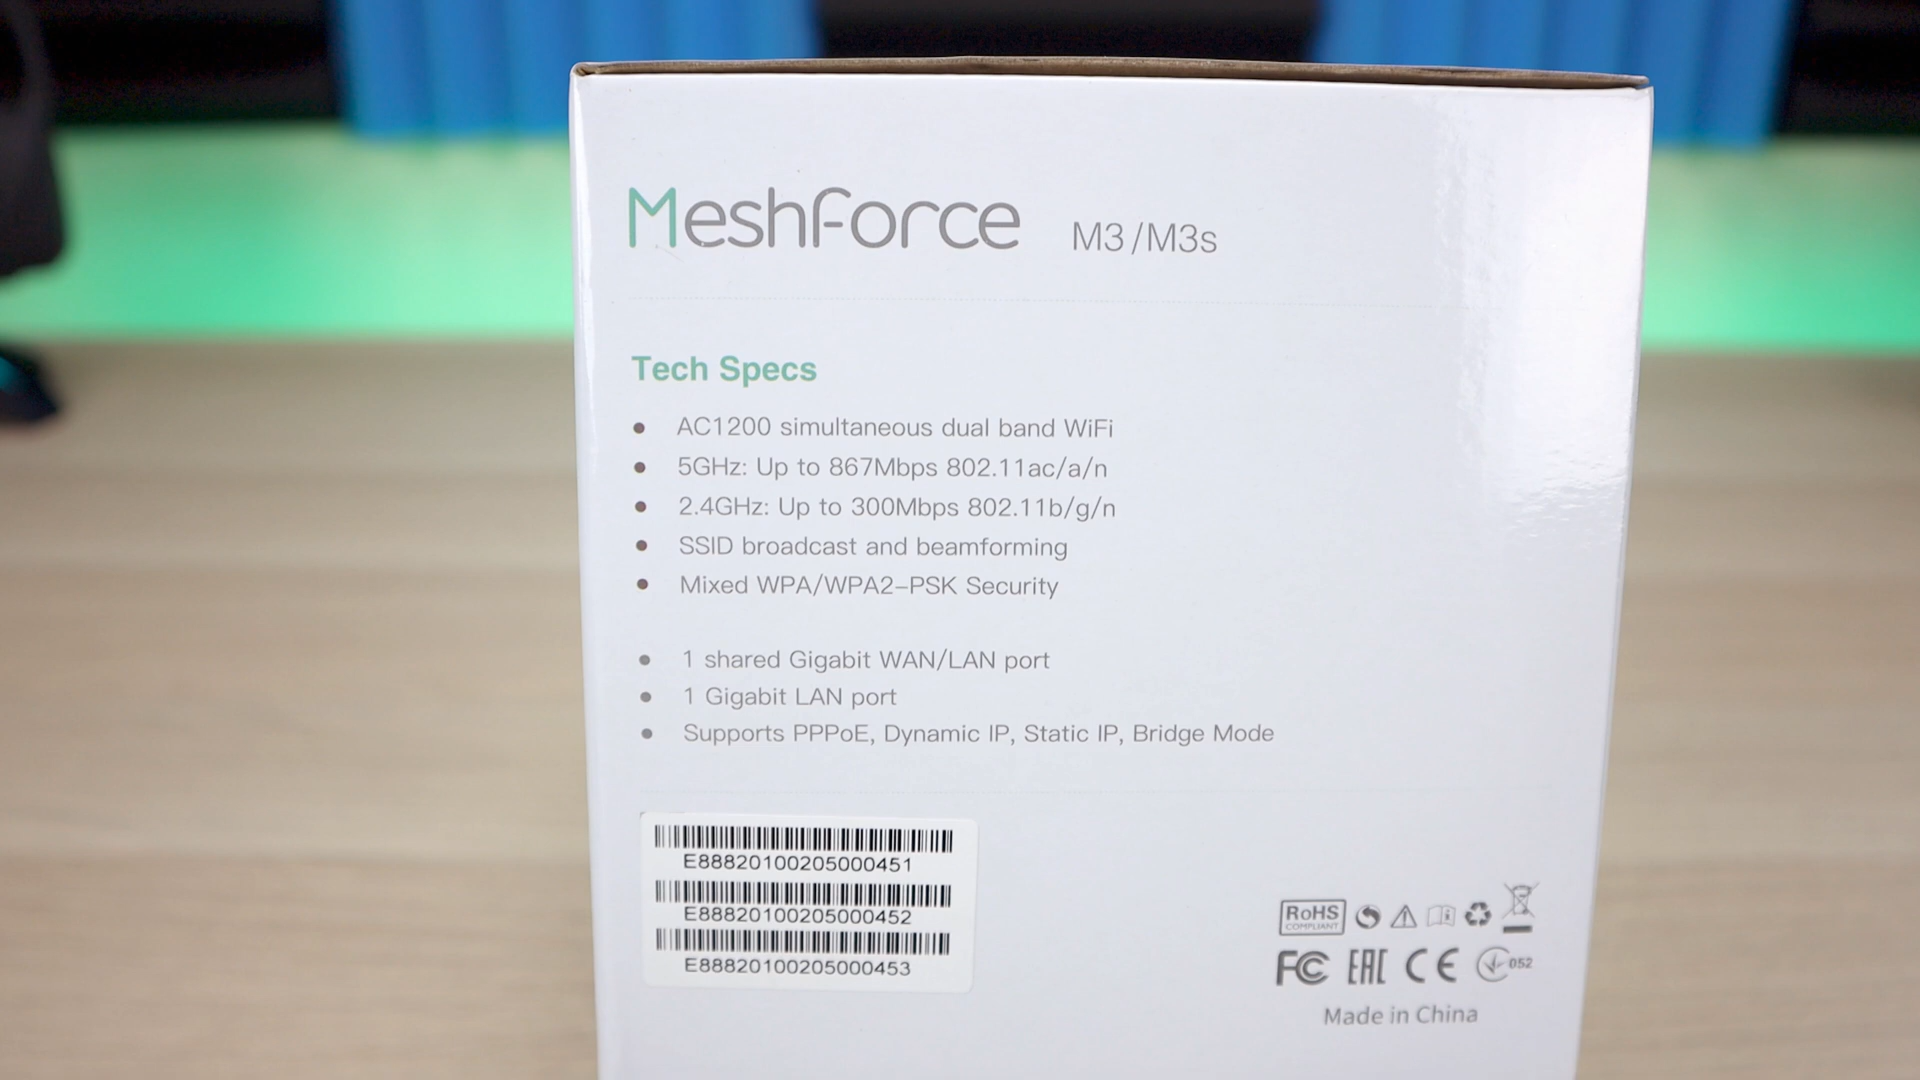 MeshForce M3/M3s
Tech Specs
• AC1200 simultaneous dual band WiFi
• 5GHz: Up to 867Mbps 802.11ac/a/n
• 2.4GHz: Up to 300Mbps 802.11b/g/n
• SSID broadcast and beamforming
• Mixed WPA/WPA2-PSK Security
• 1 shared Gigabit WAN/LAN port
• 1 Gigabit LAN port
• Supports PPPoE, Dynamic IP, Static IP, Bridge Mode
E88820100205000451
E88820100205000452
E88820100205000453
RoHS
COMPLIANT
FC EAC CE 052
Made in China